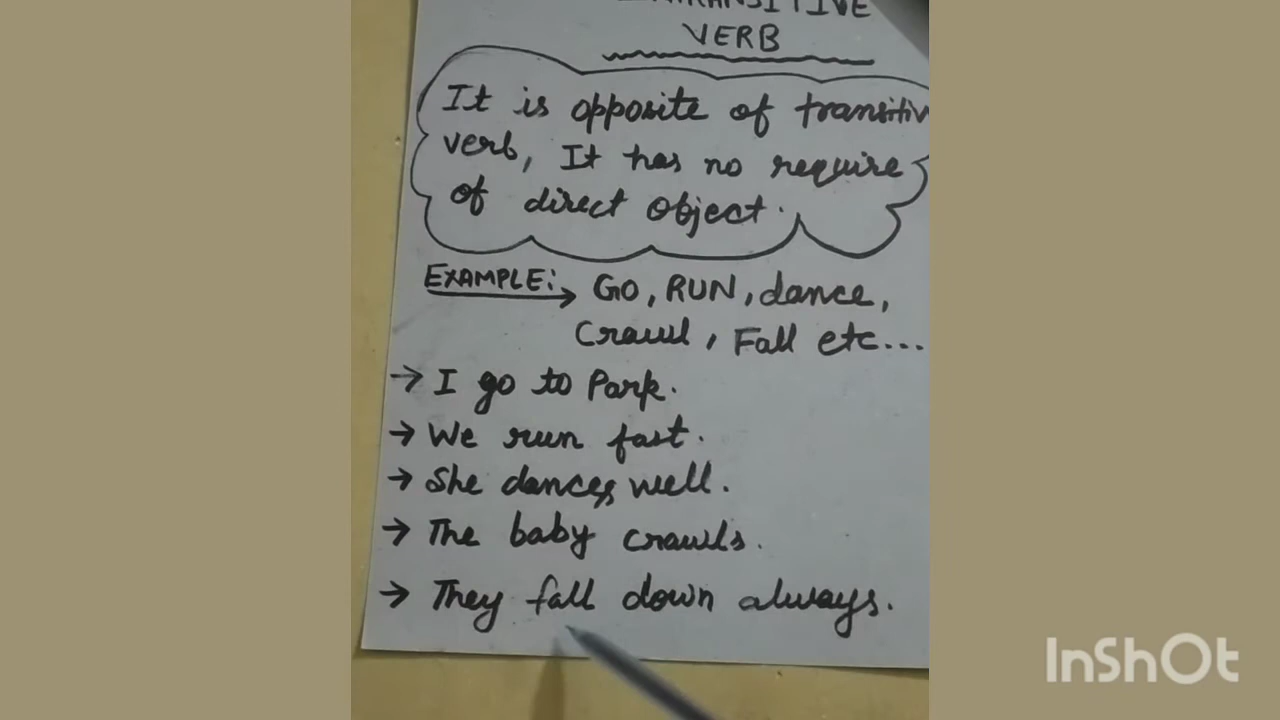 INTRANSITIVE
VERB
It is opposite of transitiv
verb, It has no require
of direct object.
EXAMPLE: → GO, RUN, dance,
Crawl, Fall etc...
→ I go to Park.
→ We run fast.
→ She dances well.
→ The baby crawls.
→ They fall down always.
InShOt